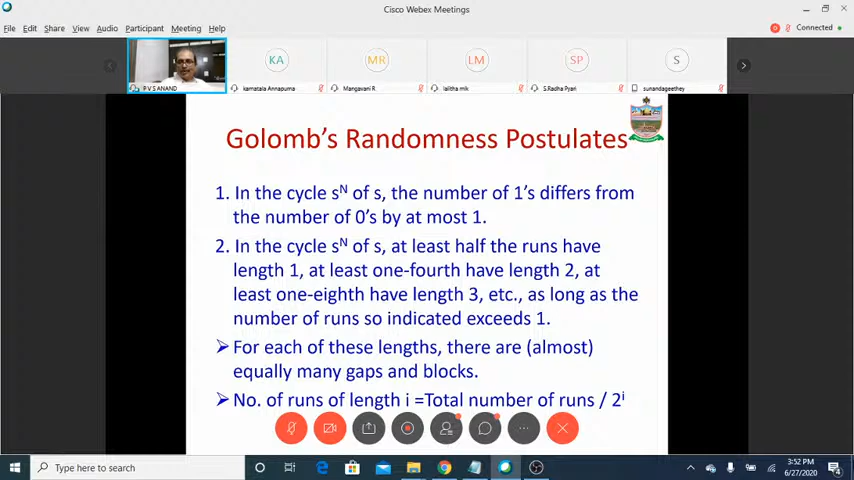 Cisco Webex Meetings
File Edit Share View Audio Participant Meeting Help
Connected
KA
MR
LM
SP
S
P V S ANAND
kamatala Annapurna
Mangavani R
lalitha mlk
S.Radha Pyari
sunandageethey
Golomb's Randomness Postulates
1. In the cycle sᴺ of s, the number of 1's differs from
the number of 0's by at most 1.
2. In the cycle sᴺ of s, at least half the runs have
length 1, at least one-fourth have length 2, at
least one-eighth have length 3, etc., as long as the
number of runs so indicated exceeds 1.
➢ For each of these lengths, there are (almost)
equally many gaps and blocks.
➢ No. of runs of length i =Total number of runs / 2ⁱ
Type here to search
3:52 PM
6/27/2020